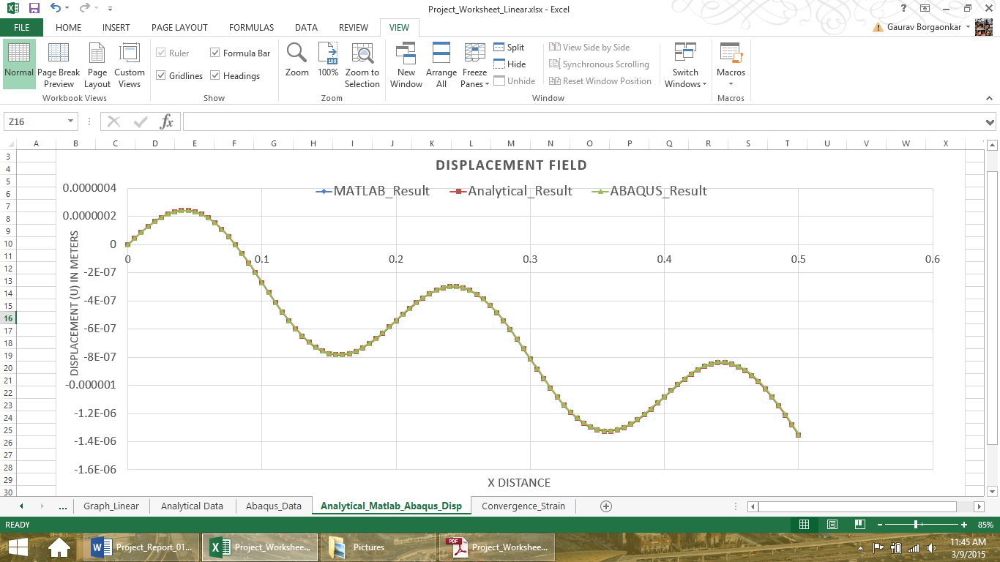 Project_Worksheet_Linear.xlsx - Excel
FILE HOME INSERT PAGE LAYOUT FORMULAS DATA REVIEW VIEW Gaurav Borgaonkar
Normal
Page Break Preview
Page Layout
Custom Views
Workbook Views
Ruler
Formula Bar
Gridlines
Headings
Show
Zoom
100%
Zoom to Selection
Zoom
New Window
Arrange All
Freeze Panes
Split
Hide
Unhide
View Side by Side
Synchronous Scrolling
Reset Window Position
Window
Switch Windows
Macros
Macros
Z16
fx
A B C D E F G H I J K L M N O P Q R S T U V W X
3
4
5
6
7
8
9
10
11
12
13
14
15
16
17
18
19
20
21
22
23
24
25
26
27
28
29
30
DISPLACEMENT FIELD
MATLAB_Result Analytical_Result ABAQUS_Result
DISPLACEMENT (U) IN METERS
0.0000004
0.0000002
0
-2E-07
-4E-07
-6E-07
-8E-07
-0.000001
-1.2E-06
-1.4E-06
-1.6E-06
0 0.1 0.2 0.3 0.4 0.5 0.6
X DISTANCE
... Graph_Linear Analytical Data Abaqus_Data Analytical_Matlab_Abaqus_Disp Convergence_Strain
READY 85%
Project_Report_01... Project_Workshee... Pictures Project_Workshee...
PDF
11:45 AM
3/9/2015